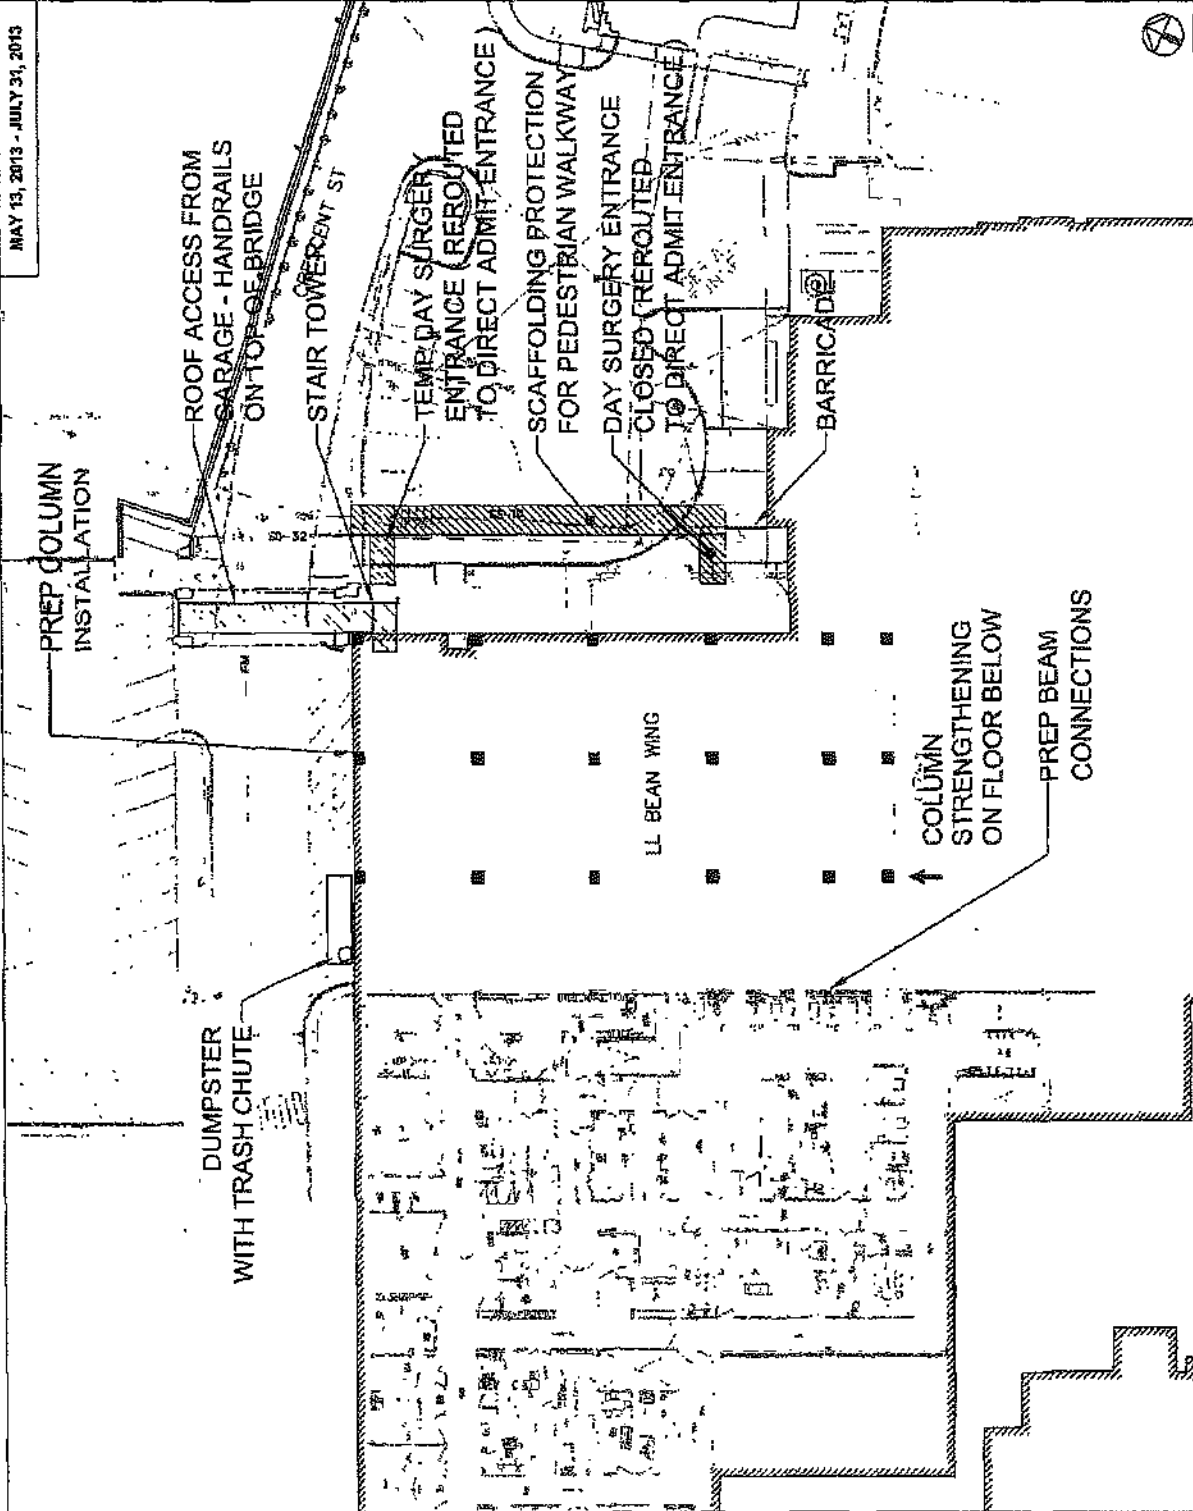 MAY 13, 2013 - JULY 31, 2013
PREP COLUMN
INSTALLATION
ROOF ACCESS FROM
GARAGE - HANDRAILS
ON TOP OF BRIDGE
STAIR TOWER
TEMP DAY SURGERY
ENTRANCE ( REROUTED
TO DIRECT ADMIT ENTRANCE )
SCAFFOLDING PROTECTION
FOR PEDESTRIAN WALKWAY
DAY SURGERY ENTRANCE
CLOSED ( REROUTED
TO DIRECT ADMIT ENTRANCE )
BARRICADE
DUMPSTER
WITH TRASH CHUTE
LL BEAN WING
COLUMN
STRENGTHENING
ON FLOOR BELOW
PREP BEAM
CONNECTIONS
ST
SD-32